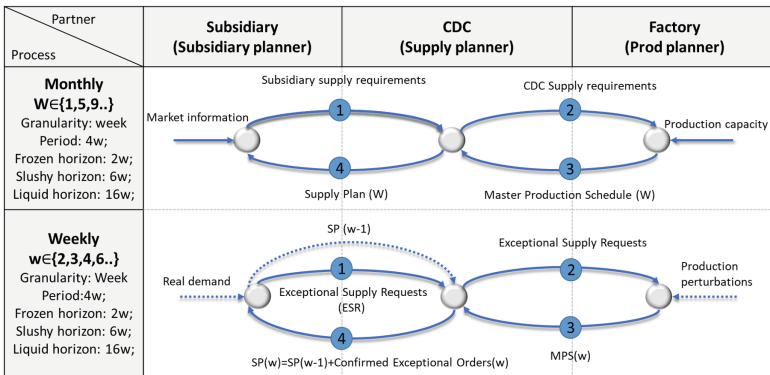 Partner
Process
Subsidiary
(Subsidiary planner)
CDC
(Supply planner)
Factory
(Prod planner)
Monthly
W∈{1,5,9..}
Granularity: week
Period: 4w;
Frozen horizon: 2w;
Slushy horizon: 6w;
Liquid horizon: 16w;
Subsidiary supply requirements
CDC Supply requirements
Market information
1
2
Production capacity
4
3
Supply Plan (W)
Master Production Schedule (W)
Weekly
w∈{2,3,4,6..}
Granularity: Week
Period:4w;
Frozen horizon: 2w;
Slushy horizon: 6w;
Liquid horizon: 16w;
SP (w-1)
Exceptional Supply Requests
Real demand
1
2
Production
perturbations
Exceptional Supply Requests
(ESR)
4
3
SP(w)=SP(w-1)+Confirmed Exceptional Orders(w)
MPS(w)